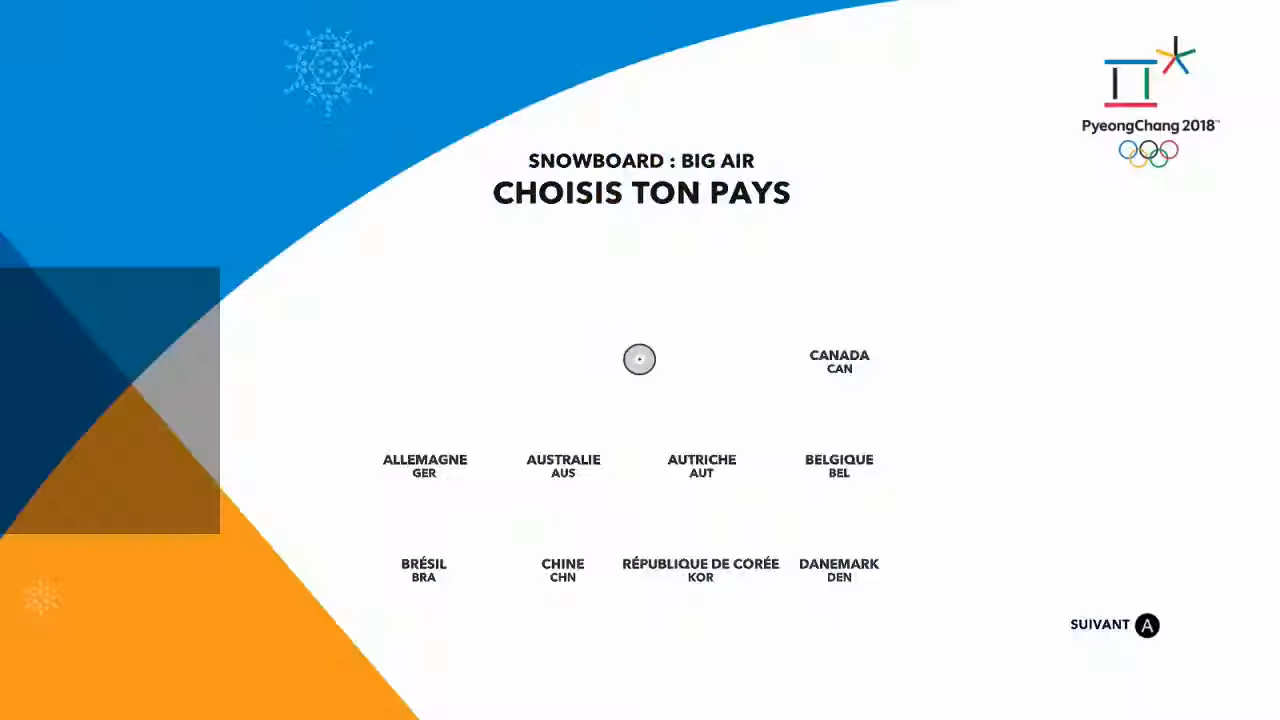 PyeongChang 2018™
SNOWBOARD : BIG AIR
CHOISIS TON PAYS
CANADA
CAN
ALLEMAGNE
GER
AUSTRALIE
AUS
AUTRICHE
AUT
BELGIQUE
BEL
BRÉSIL
BRA
CHINE
CHN
RÉPUBLIQUE DE CORÉE
KOR
DANEMARK
DEN
SUIVANT A